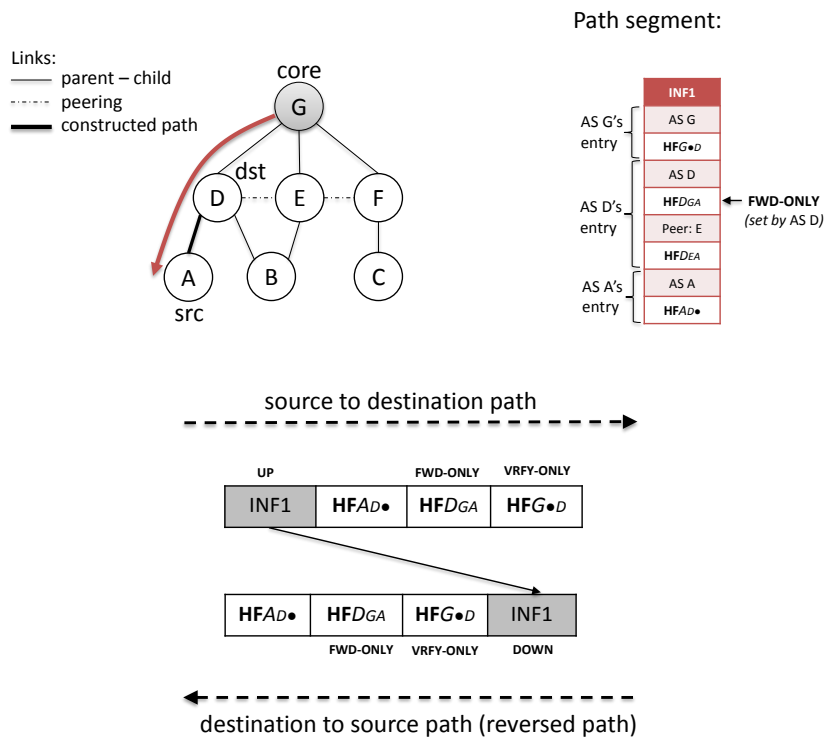 Path segment:
Links:
parent – child
peering
constructed path
core
G
dst
D
E
F
A
B
C
src
INF1
AS G's
entry
AS G
HFG●D
AS D's
entry
AS D
HFDGA
FWD-ONLY
(set by AS D)
Peer: E
HFDEA
AS A's
entry
AS A
HFAD●
source to destination path
UP
FWD-ONLY
VRFY-ONLY
INF1
HFAD●
HFDGA
HFG●D
HFAD●
HFDGA
HFG●D
INF1
FWD-ONLY
VRFY-ONLY
DOWN
destination to source path (reversed path)